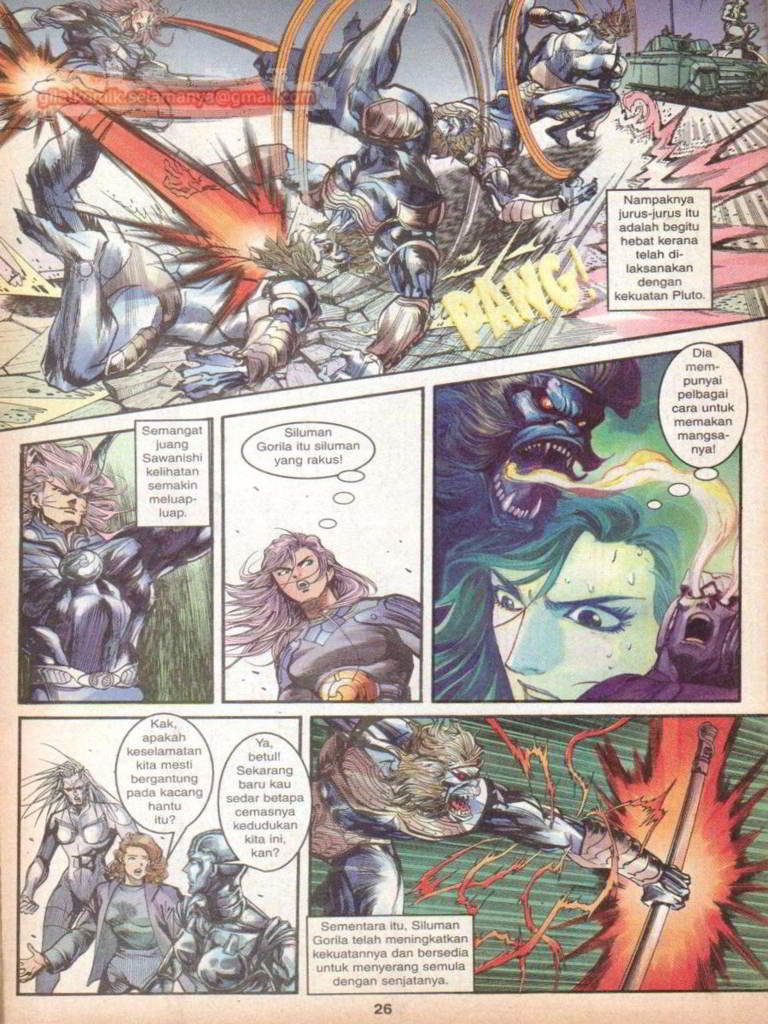 gila.komik.selamanya@gmail.com
Nampaknya
jurus-jurus itu
adalah begitu
hebat kerana
telah di-
laksanakan
dengan
kekuatan Pluto.
PANG!
Semangat
juang
Sawanishi
kelihatan
semakin
meluap-
luap.
Siluman
Gorila itu siluman
yang rakus!
Dia
mem-
punyai
pelbagai
cara untuk
memakan
mangsa-
nya!
Kak,
apakah
keselamatan
kita mesti
bergantung
pada kacang
hantu
itu?
Ya,
betul!
Sekarang
baru kau
sedar betapa
cemasnya
kedudukan
kita ini,
kan?
Sementara itu, Siluman
Gorila telah meningkatkan
kekuatannya dan bersedia
untuk menyerang semula
dengan senjatanya.
26